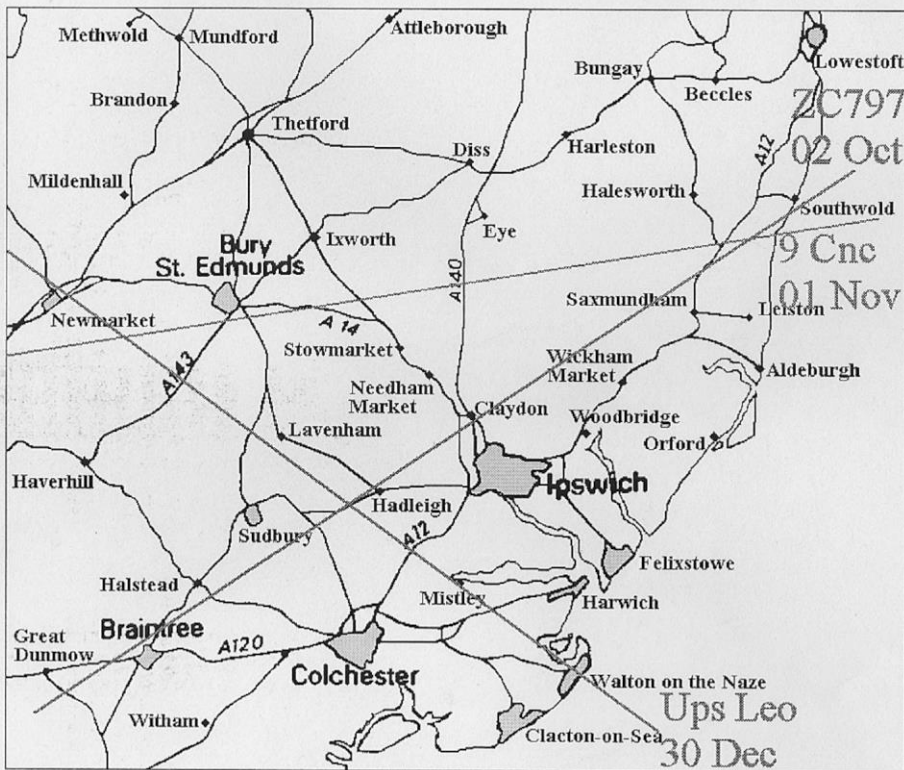 Methwold
Mundford
Attleborough
Lowestoft
Bungay
Beccles
Brandon
ZC797
Thetford
Diss
Harleston
A12
02 Oct
Mildenhall
Halesworth
Southwold
Ixworth
Eye
Bury
St. Edmunds
9 Cnc
A140
Saxmundham
01 Nov
Leiston
Newmarket
A 14
Stowmarket
Wickham
Market
Aldeburgh
A143
Needham
Market
Claydon
Woodbridge
Lavenham
Orford
Haverhill
Ipswich
Hadleigh
Sudbury
A12
Felixstowe
Halstead
Mistley
Harwich
Great
Dunmow
Braintree
A120
Colchester
Walton on the Naze
Ups Leo
Witham
Clacton-on-Sea
30 Dec